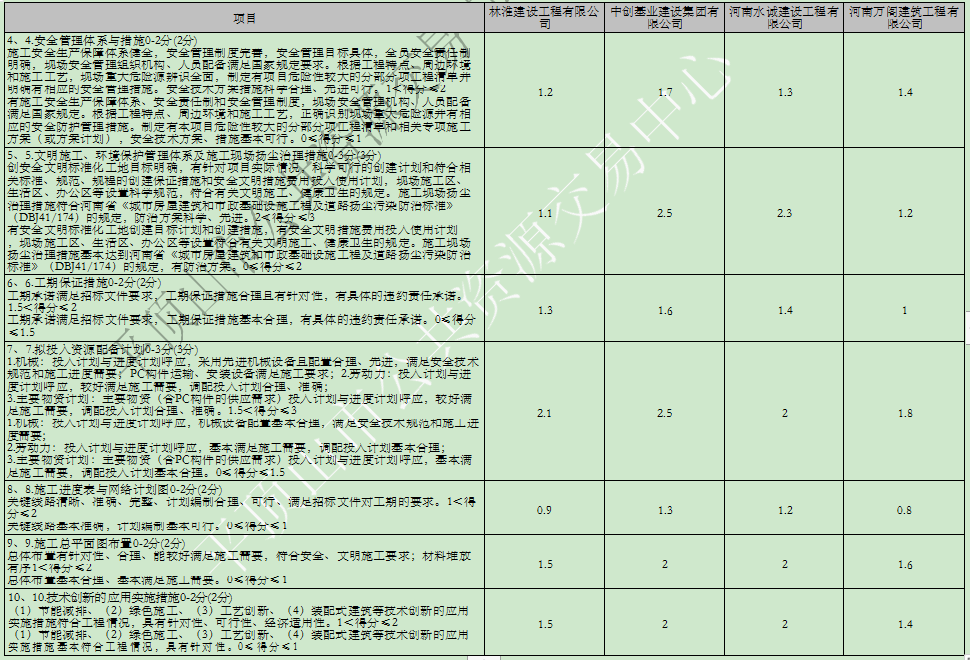 项目
林淮建设工程有限公
司
中创基业建设集团有
限公司
河南水诚建设工程有
限公司
河南万阁建筑工程有
限公司
4、4.安全管理体系与措施0-2分(2分)
施工安全生产保障体系健全，安全管理制度完善，安全管理目标具体，全员安全责任制
明确，现场安全管理组织机构、人员配备满足国家规定要求。根据工程特点、周边环境
和施工工艺，现场重大危险源辨识全面，制定有项目危险性较大的分部分项工程清单并
明确有相应的安全管理措施。安全技术方案措施科学合理、先进可行。1<得分≤2
有施工安全生产保障体系、安全责任制和安全管理制度，现场安全管理机构、人员配备
满足国家规定。根据工程特点、周边环境和施工工艺，正确识别现场重大危险源并有相
应的安全防护管理措施。制定有本项目危险性较大的分部分项工程清单和相关专项施工
方案（或方案计划），安全技术方案、措施基本可行。0≤得分≤1
1.2
1.7
1.3
1.4
5、5.文明施工、环境保护管理体系及施工现场扬尘治理措施0-3分(3分)
创安全文明标准化工地目标明确，有针对项目实际情况，科学可行的创建计划和符合相
关标准、规范、规程的创建保障措施和安全文明措施费用投入使用计划，现场施工区、
生活区、办公区等设置科学规范，符合有关文明施工、健康卫生的规定。施工现场扬尘
治理措施符合河南省《城市房屋建筑和市政基础设施工程及道路扬尘污染防治标准》
（DBJ41/174）的规定，防治方案科学、先进。2<得分≤3
有安全文明标准化工地创建目标计划和创建措施，有安全文明措施费用投入使用计划
，现场施工区、生活区、办公区等设置符合有关文明施工、健康卫生的规定。施工现场
扬尘治理措施基本达到河南省《城市房屋建筑和市政基础设施工程及道路扬尘污染防治
标准》（DBJ41/174）的规定，有防治方案。0≤得分≤2
1.1
2.5
2.3
1.2
6、6.工期保证措施0-2分(2分)
工期承诺满足招标文件要求，工期保证措施合理且有针对性，有具体的违约责任承诺。
1.5<得分≤2
工期承诺满足招标文件要求，工期保证措施基本合理，有具体的违约责任承诺。0≤得分
≤1.5
1.3
1.6
1.4
1
7、7.拟投入资源配备计划0-3分(3分)
1.机械：投入计划与进度计划呼应，采用先进机械设备且配置合理、先进，满足安全技术
规范和施工进度需要，PC构件运输、安装设备满足施工要求；2.劳动力：投入计划与进
度计划呼应，较好满足施工需要，调配投入计划合理、准确；
3.主要物资计划：主要物资（含PC构件的供应需求）投入计划与进度计划呼应，较好满
足施工需要，调配投入计划合理、准确。1.5<得分≤3
1.机械：投入计划与进度计划呼应，机械设备配置基本合理，满足安全技术规范和施工进
度需要；
2.劳动力：投入计划与进度计划呼应，基本满足施工需要，调配投入计划基本合理；
3.主要物资计划：主要物资（含PC构件的供应需求）投入计划与进度计划呼应，基本满
足施工需要，调配投入计划基本合理。0≤得分≤1.5
2.1
2.5
2
1.8
8、8.施工进度表与网络计划图0-2分(2分)
关键线路清晰、准确、完整、计划编制合理、可行、满足招标文件对工期的要求。1<得
分≤2
关键线路基本准确，计划编制基本可行。0≤得分≤1
0.9
1.3
1.2
0.8
9、9.施工总平面图布置0-2分(2分)
总体布置有针对性、合理、能较好满足施工需要，符合安全、文明施工要求；材料堆放
有序1<得分≤2
总体布置基本合理、基本满足施工需要。0≤得分≤1
1.5
2
2
1.6
10、10.技术创新的应用实施措施0-2分(2分)
（1）节能减排、（2）绿色施工、（3）工艺创新、（4）装配式建筑等技术创新的应用
实施措施符合工程情况，具有针对性、可行性、经济适用性。1<得分≤2
（1）节能减排、（2）绿色施工、（3）工艺创新、（4）装配式建筑等技术创新的应用
实施措施基本符合工程情况，具有针对性。0≤得分≤1
1.5
2
2
1.4
平顶山市公共资源交易中心